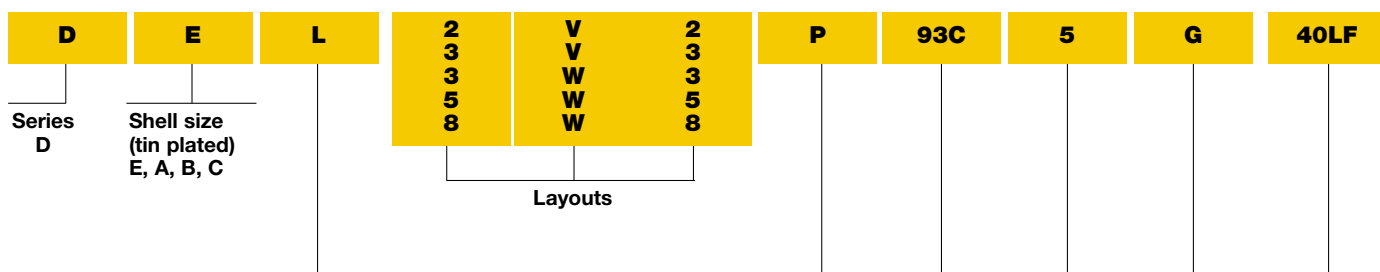 D E L 2 V 2 P 93C 5 G 40LF
3 V 3
3 W 3
5 W 5
8 W 8
Series
D
Shell size
(tin plated)
E, A, B, C
Layouts